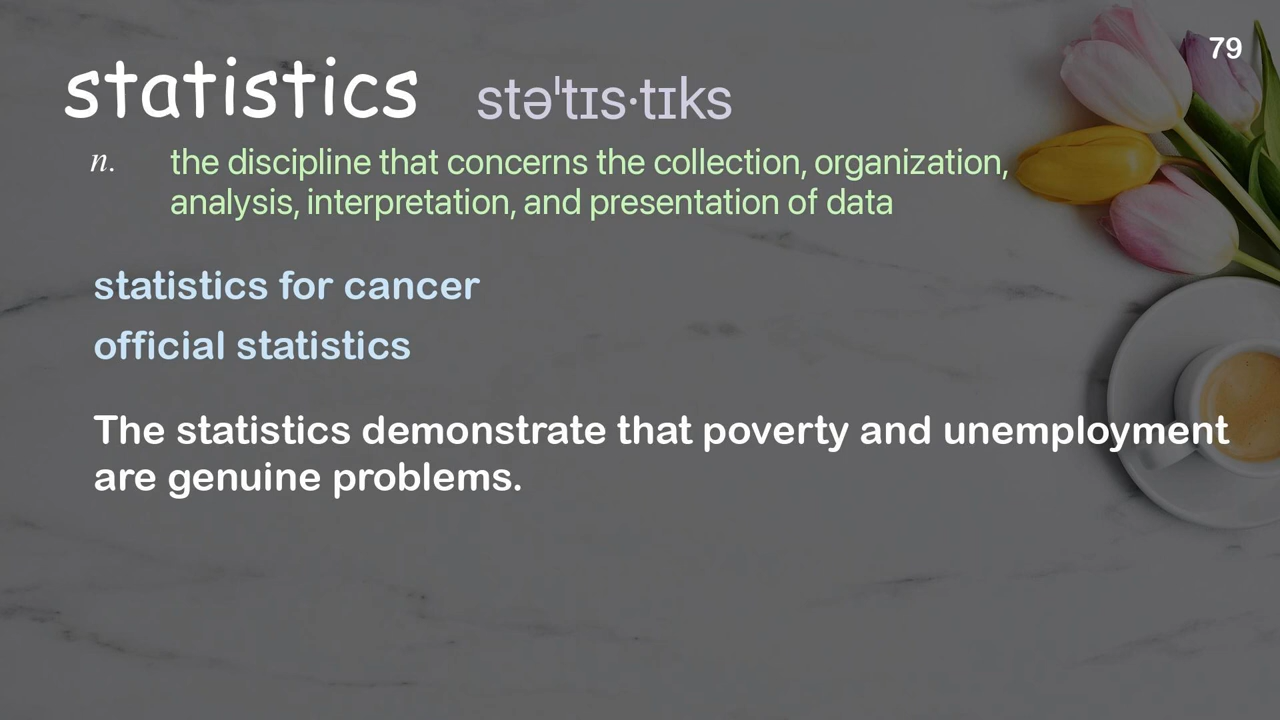 79
statistics stəˈtɪs·tɪks
n. the discipline that concerns the collection, organization,
analysis, interpretation, and presentation of data
statistics for cancer
official statistics
The statistics demonstrate that poverty and unemployment
are genuine problems.